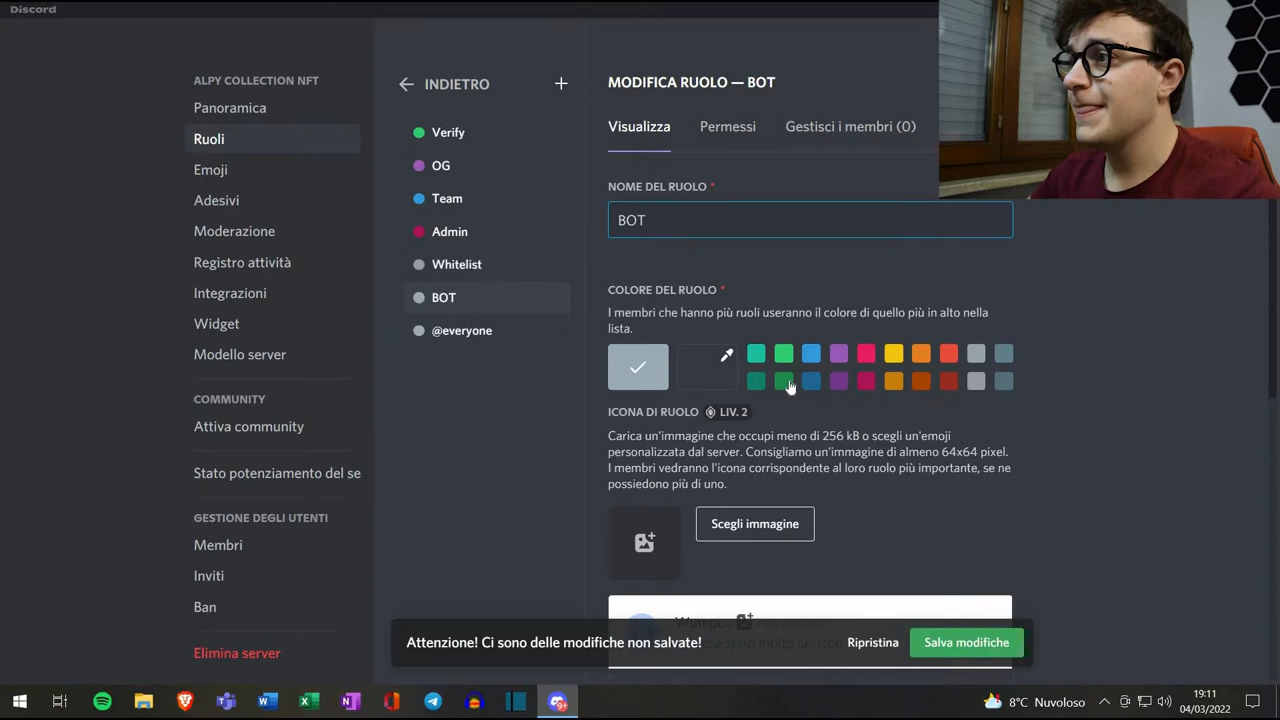 Discord
ALPY COLLECTION NFT
Panoramica
Ruoli
Emoji
Adesivi
Moderazione
Registro attività
Integrazioni
Widget
Modello server
COMMUNITY
Attiva community
Stato potenziamento del se
GESTIONE DEGLI UTENTI
Membri
Inviti
Ban
Elimina server
INDIETRO
Verify
OG
Team
Admin
Whitelist
BOT
@everyone
MODIFICA RUOLO — BOT
Visualizza Permessi Gestisci i membri (0)
NOME DEL RUOLO *
BOT
COLORE DEL RUOLO *
I membri che hanno più ruoli useranno il colore di quello più in alto nella
lista.
ICONA DI RUOLO LIV. 2
Carica un'immagine che occupi meno di 256 kB o scegli un'emoji
personalizzata dal server. Consigliamo un'immagine di almeno 64x64 pixel.
I membri vedranno l'icona corrispondente al loro ruolo più importante, se ne
possiedono più di uno.
Scegli immagine
Attenzione! Ci sono delle modifiche non salvate! Ripristina Salva modifiche
8°C Nuvoloso
19:11
04/03/2022